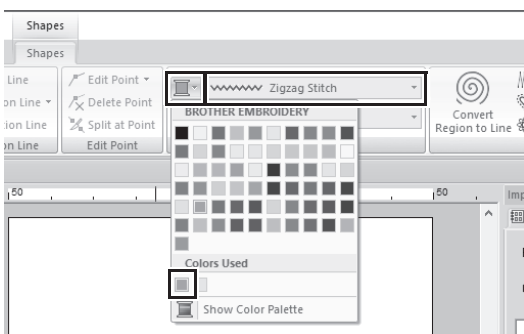 Shapes
Shapes
Line
Edit Point
Zigzag Stitch
on Line
Delete Point
BROTHER EMBROIDERY
Convert
Region to Line
ion Line
Split at Point
on Line
Edit Point
50
50
Imp
Colors Used
Show Color Palette